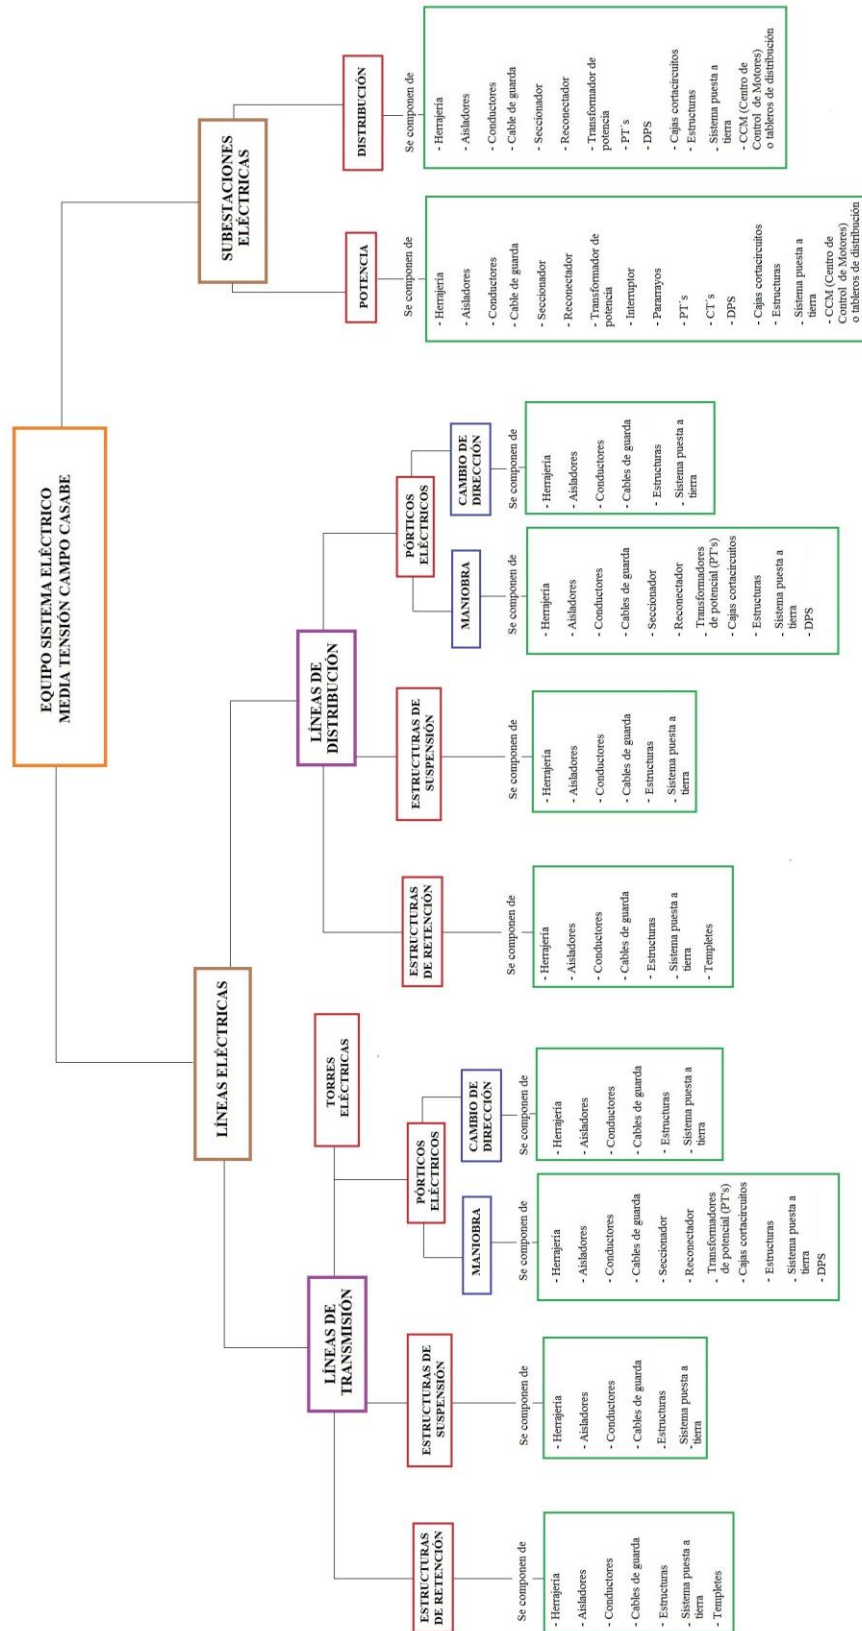 EQUIPO SISTEMA ELÉCTRICO
MEDIA TENSIÓN CAMPO CASABE
LÍNEAS ELÉCTRICAS
LÍNEAS DE
TRANSMISIÓN
ESTRUCTURAS
DE RETENCIÓN
Se componen de
- Herrajería
- Aisladores
- Conductores
- Cables de guarda
- Estructuras
- Sistema puesta a
tierra
- Templetes
ESTRUCTURAS DE
SUSPENSIÓN
Se componen de
- Herrajería
- Aisladores
- Conductores
- Cables de guarda
-Estructuras
- Sistema puesta a
tierra
PÓRTICOS
ELÉCTRICOS
MANIOBRA
Se componen de
- Herrajería
- Aisladores
- Conductores
- Cables de guarda
- Seccionador
- Reconectador
- Transformadores
de potencial (PT's)
- Cajas cortacircuitos
- Estructuras
- Sistema puesta a
tierra
- DPS
CAMBIO DE
DIRECCIÓN
Se componen de
- Herrajería
- Aisladores
- Conductores
- Cables de guarda
- Estructuras
- Sistema puesta a
tierra
TORRES
ELÉCTRICAS
LÍNEAS DE
DISTRIBUCIÓN
ESTRUCTURAS
DE RETENCIÓN
Se componen de
- Herrajería
- Aisladores
- Conductores
- Cables de guarda
- Estructuras
- Sistema puesta a
tierra
- Templetes
ESTRUCTURAS DE
SUSPENSIÓN
Se componen de
- Herrajería
- Aisladores
- Conductores
- Cables de guarda
- Estructuras
- Sistema puesta a
tierra
PÓRTICOS
ELÉCTRICOS
MANIOBRA
Se componen de
- Herrajería
- Aisladores
- Conductores
- Cables de guarda
- Seccionador
- Reconectador
- Transformadores
de potencial (PT's)
- Cajas cortacircuitos
- Estructuras
- Sistema puesta a
tierra
- DPS
CAMBIO DE
DIRECCIÓN
Se componen de
- Herrajería
- Aisladores
- Conductores
- Cables de guarda
- Estructuras
- Sistema puesta a
tierra
SUBESTACIONES
ELÉCTRICAS
POTENCIA
Se componen de
- Herrajería
- Aisladores
- Conductores
- Cable de guarda
- Seccionador
- Reconectador
- Transformador de
potencia
- Interruptor
- Pararrayos
- PT´s
- CT´s
- DPS
- Cajas cortacircuitos
- Estructuras
- Sistema puesta a
tierra
- CCM (Centro de
Control de Motores)
o tableros de distribución
DISTRIBUCIÓN
Se componen de
- Herrajería
- Aisladores
- Conductores
- Cable de guarda
- Seccionador
- Reconectador
- Transformador de
potencia
- PT´s
- DPS
- Cajas cortacircuitos
- Estructuras
- Sistema puesta a
tierra
- CCM (Centro de
Control de Motores)
o tableros de distribución